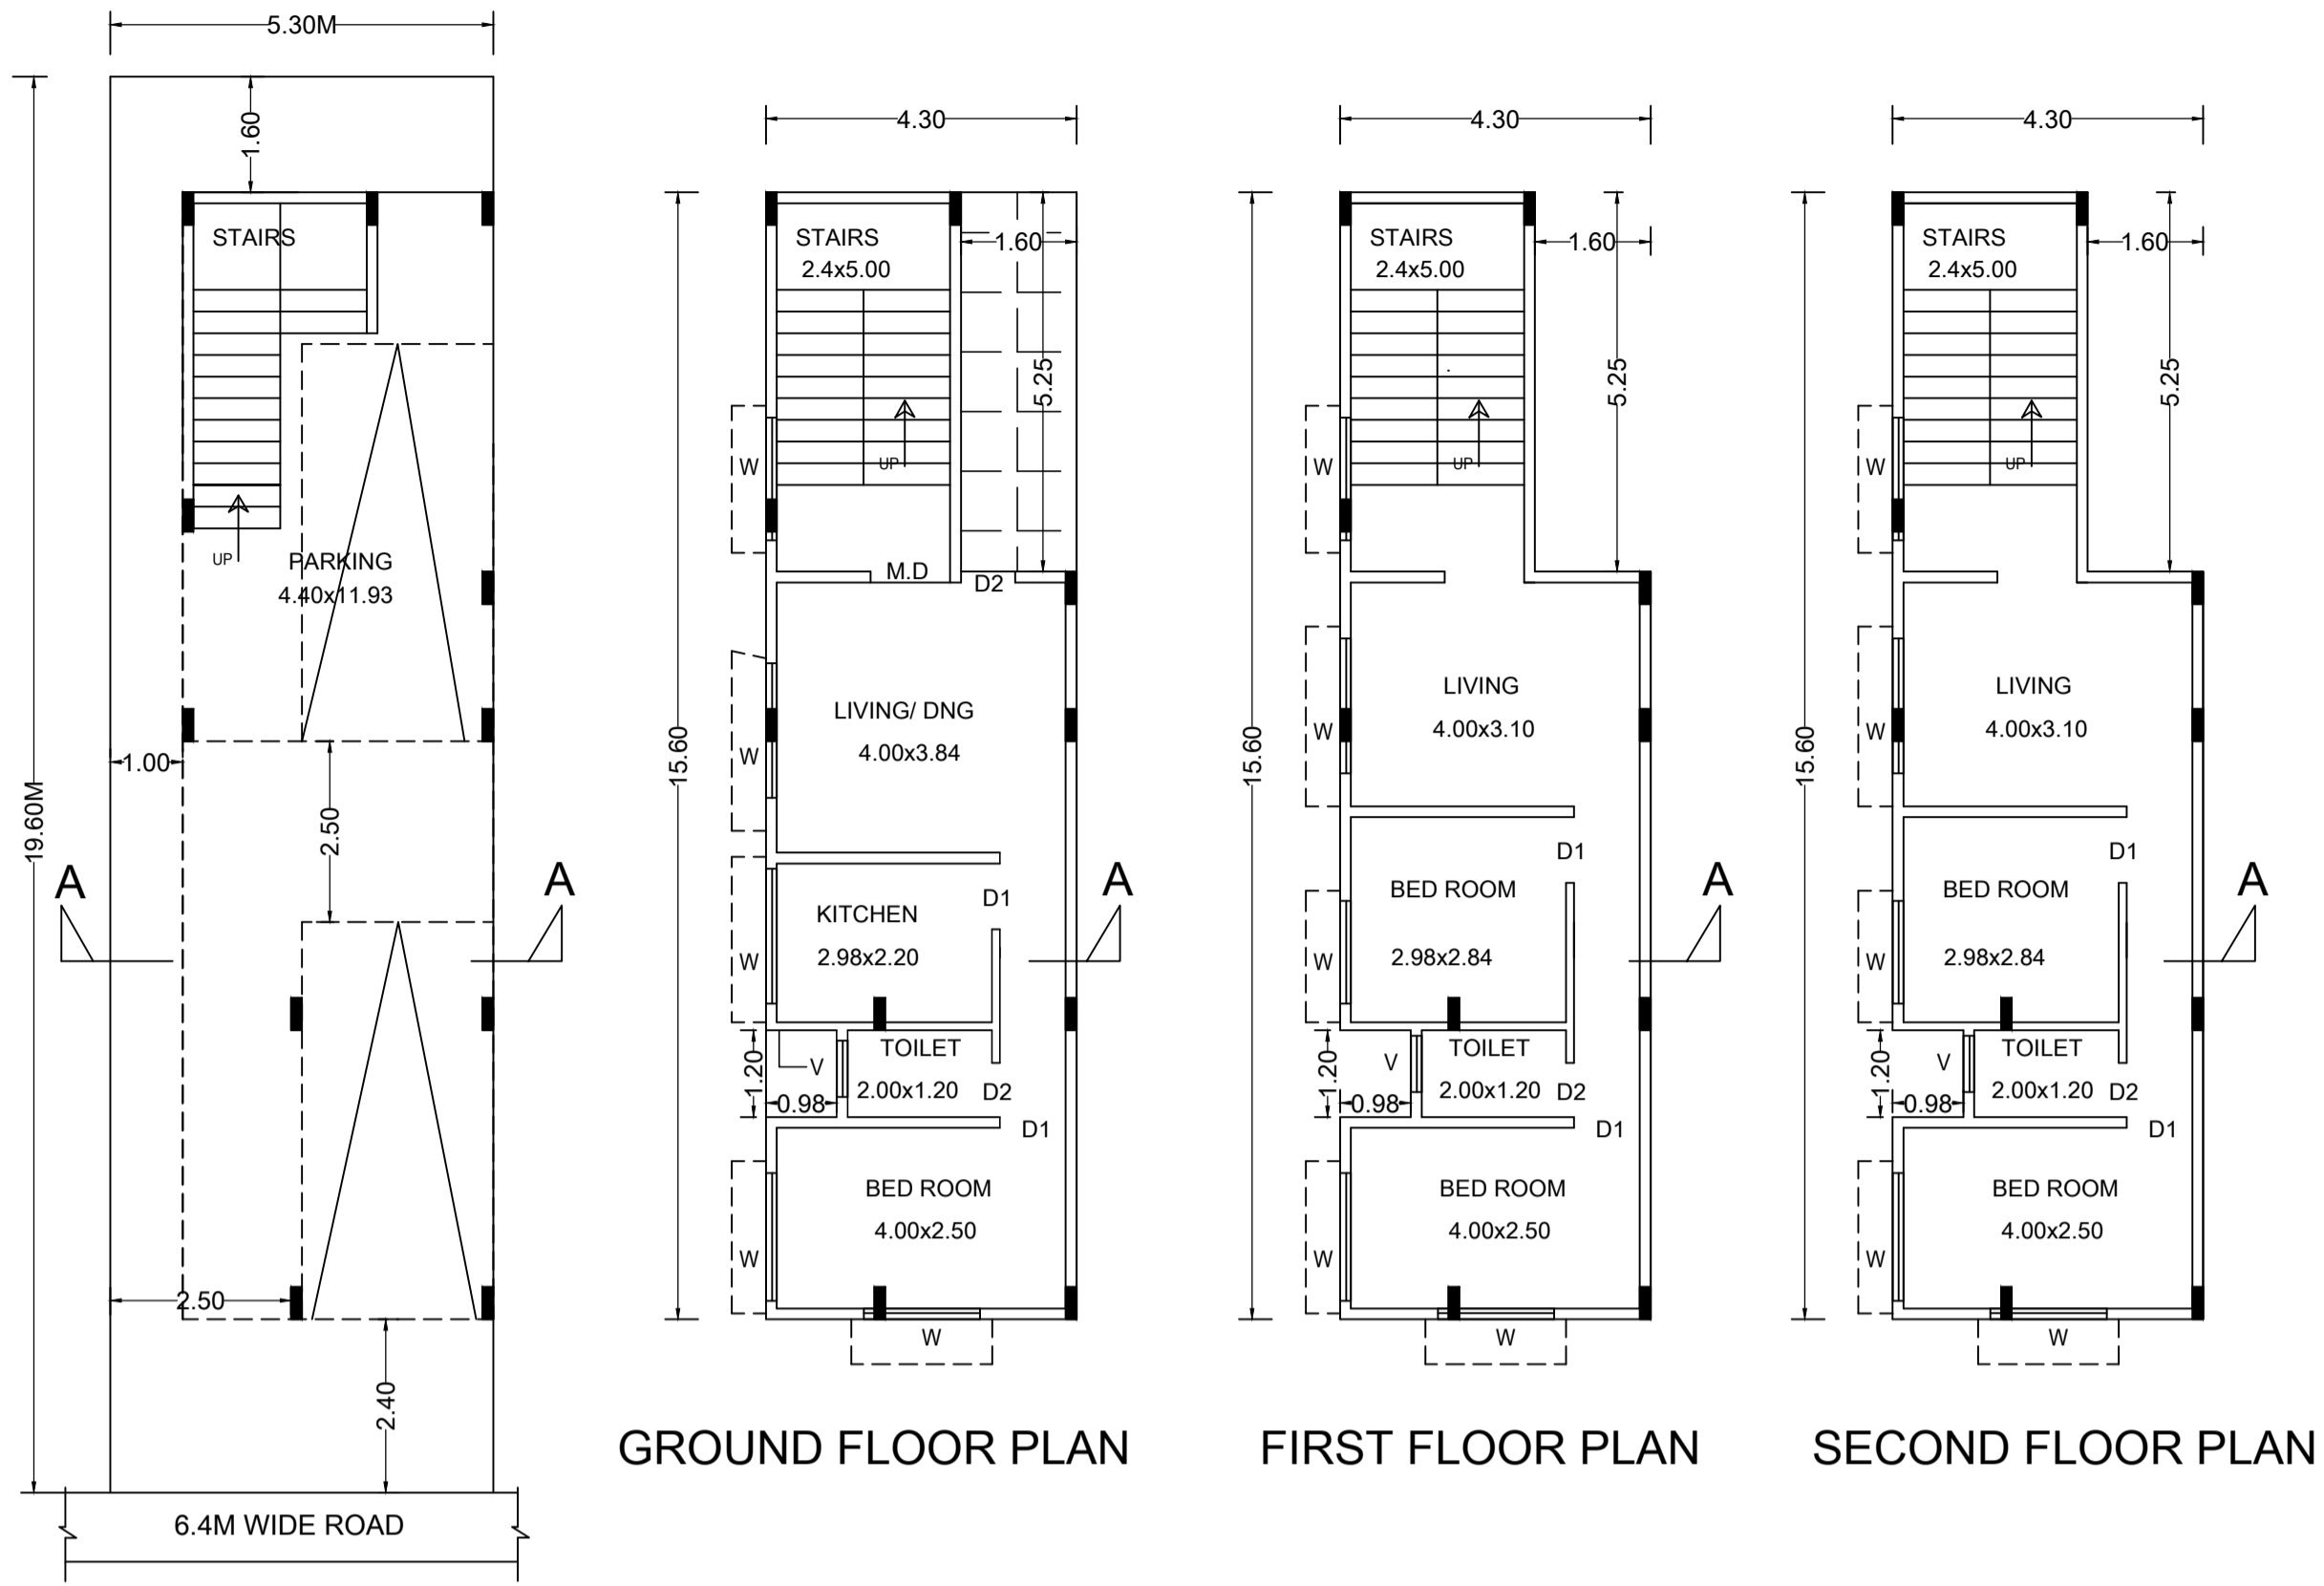 5.30M
1.60
STAIRS
UP
PARKING
4.40x11.93
1.00
2.50
19.60M
A
A
2.50
2.40
6.4M WIDE ROAD
4.30
STAIRS
2.4x5.00
1.60
5.25
W
UP
M.D
D2
LIVING/ DNG
4.00x3.84
W
15.60
KITCHEN
2.98x2.20
D1
W
A
TOILET
2.00x1.20
V
1.20
0.98
D2
D1
BED ROOM
4.00x2.50
W
W
GROUND FLOOR PLAN
4.30
STAIRS
2.4x5.00
1.60
5.25
W
UP
LIVING
4.00x3.10
W
15.60
D1
BED ROOM
2.98x2.84
W
A
TOILET
2.00x1.20
V
1.20
0.98
D2
D1
BED ROOM
4.00x2.50
W
W
FIRST FLOOR PLAN
4.30
STAIRS
2.4x5.00
1.60
5.25
W
UP
LIVING
4.00x3.10
W
15.60
D1
BED ROOM
2.98x2.84
W
A
TOILET
2.00x1.20
V
1.20
0.98
D2
D1
BED ROOM
4.00x2.50
W
W
SECOND FLOOR PLAN